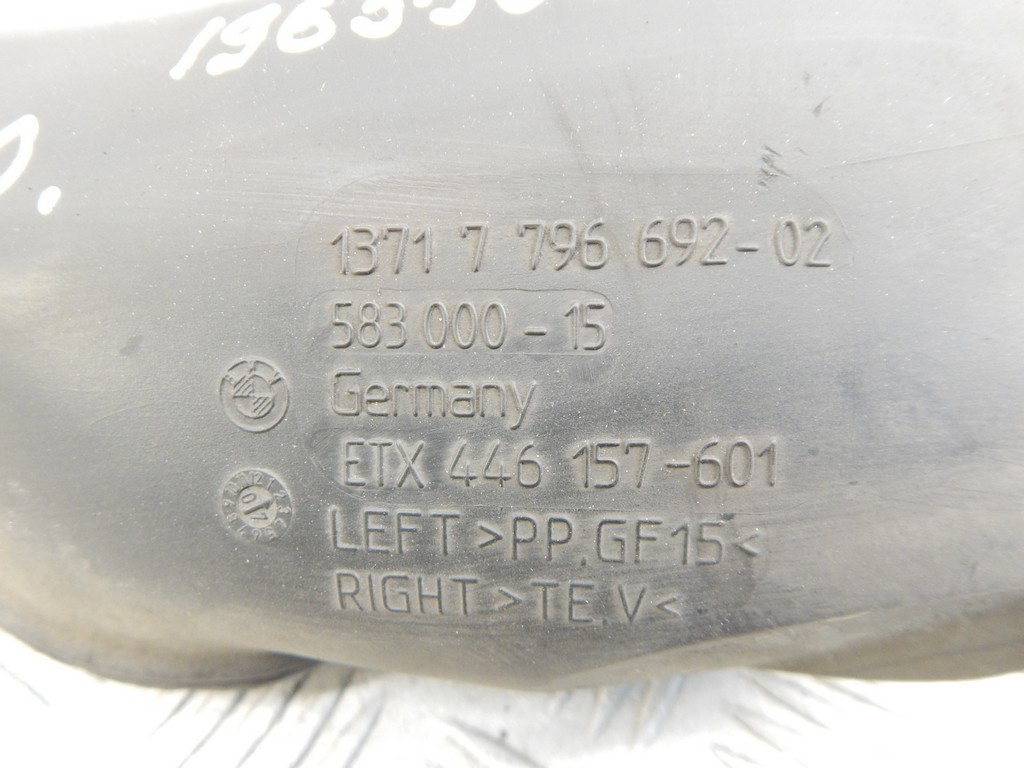 1371 7 796 692-02
583 000-15
Germany
ETX 446 157-601
LEFT >PP.GF15<
RIGHT >TE.V<